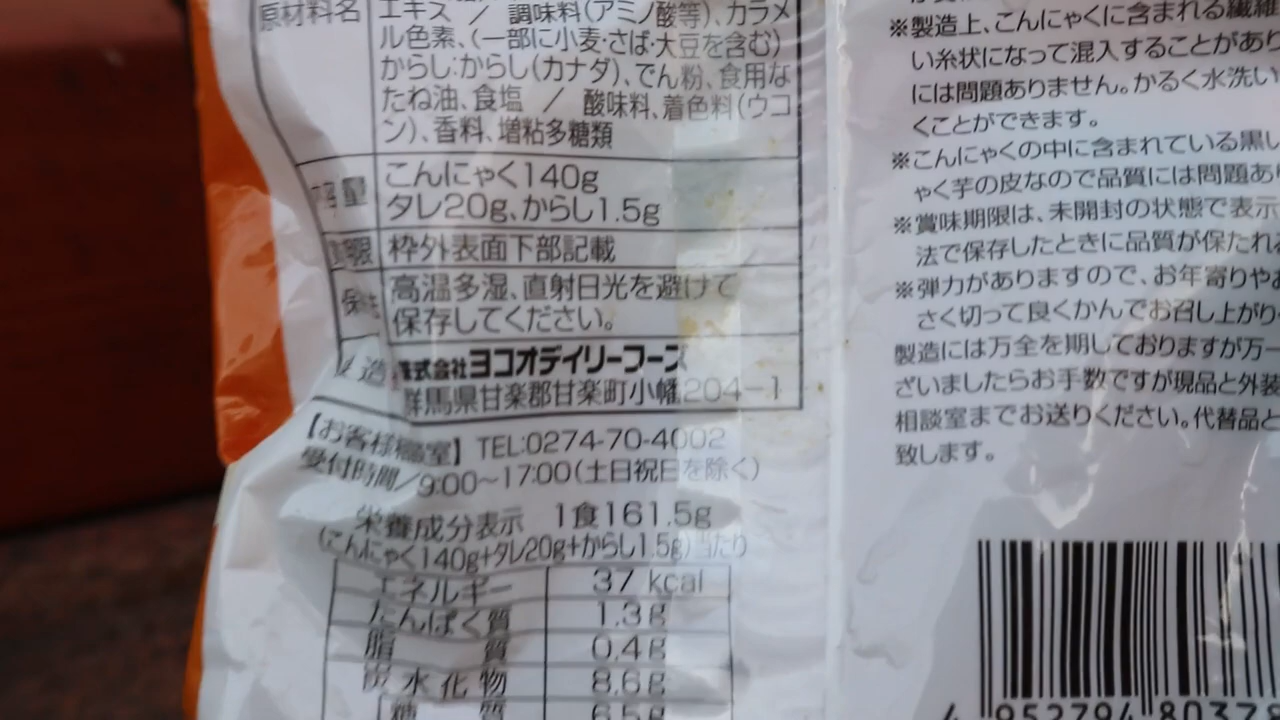 原材料名
エキス / 調味料(アミノ酸等)、カラメ
ル色素、(一部に小麦・さば・大豆を含む)
からし:からし(カナダ)、でん粉、食用な
たね油、食塩 / 酸味料、着色料(ウコ
ン)、香料、増粘多糖類
容量
こんにゃく140g
タレ20g、からし1.5g
枠外表面下部記載
保
高温多湿、直射日光を避けて
保存してください。
造
株式会社ヨコオデイリーフーズ
群馬県甘楽郡甘楽町小幡204-1
【お客様相談室】TEL:0274-70-4002
受付時間/9:00~17:00(土日祝日を除く)
栄養成分表示 1食161.5g
(こんにゃく140g+タレ20g+からし1.5g)当たり
エネルギー 37 kcal
たんぱく質 1.3g
脂質 0.4g
炭水化物 8.6g
糖質 6.5g
※製造上、こんにゃくに含まれる繊維
い糸状になって混入することがあり
には問題ありません。かるく水洗い
くことができます。
※こんにゃくの中に含まれている黒い
ゃく芋の皮なので品質には問題あり
※賞味期限は、未開封の状態で表示
法で保存したときに品質が保たれ
※弾力がありますので、お年寄りや
さく切って良くかんでお召し上がり
製造には万全を期しておりますが万一
ざいましたらお手数ですが現品と外装
相談室までお送りください。代替品と
致します。
4 952794 80378